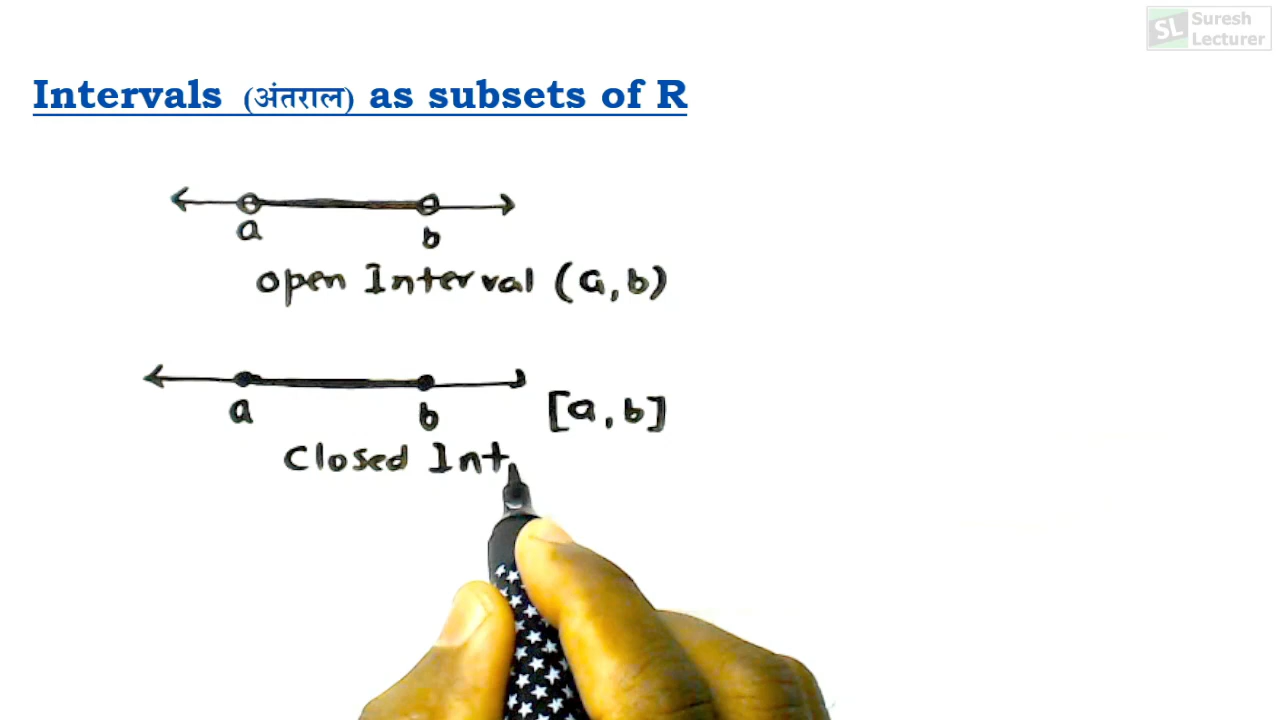 SL Suresh
Lecturer
Intervals (अंतराल) as subsets of R
a b
open Interval (a,b)
a b
[a,b]
Closed Int